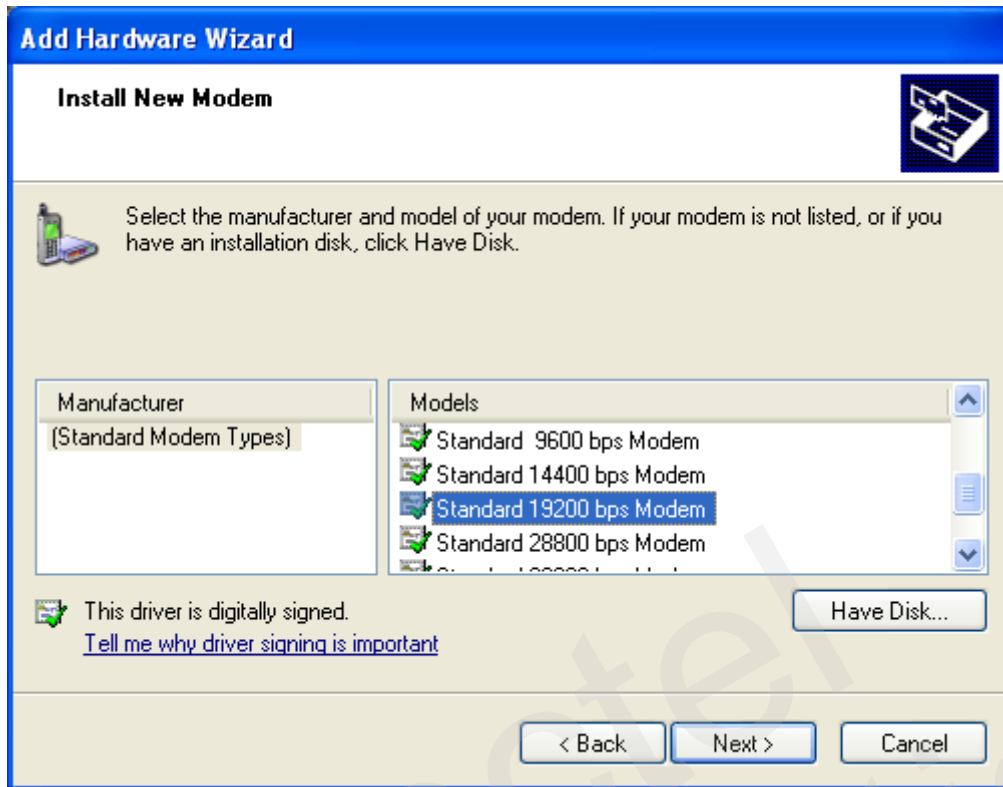 Add Hardware Wizard
Install New Modem
Select the manufacturer and model of your modem. If your modem is not listed, or if you
have an installation disk, click Have Disk.
Manufacturer
(Standard Modem Types)
Models
Standard  9600 bps Modem
Standard 14400 bps Modem
Standard 19200 bps Modem
Standard 28800 bps Modem
This driver is digitally signed.
Tell me why driver signing is important
Have Disk...
< Back
Next >
Cancel